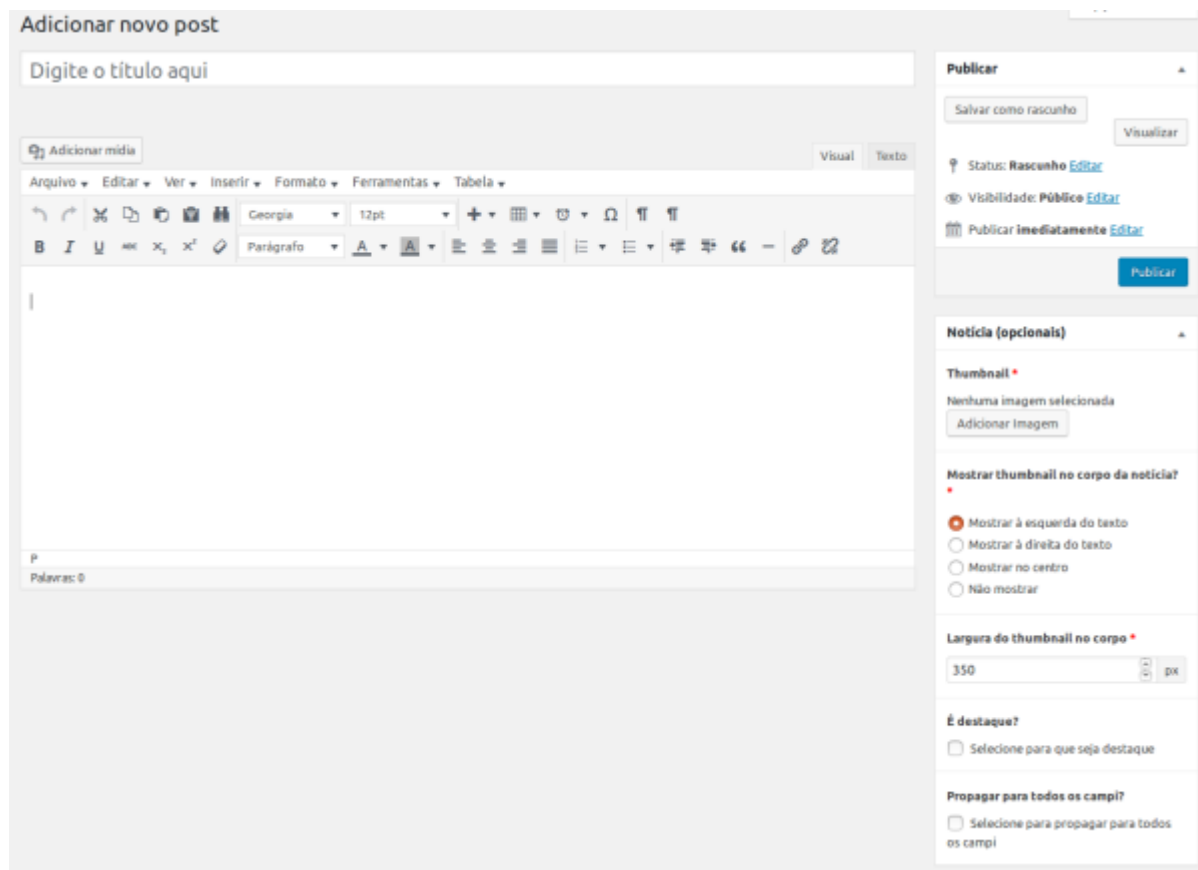 Adicionar novo post
Digite o título aqui
Adicionar mídia
Visual Texto
Arquivo Editar Ver Inserir Formato Ferramentas Tabela
Georgia 12pt
B I U ABC X, X² Parágrafo A A
P
Palavras: 0
Publicar
Salvar como rascunho
Visualizar
Status: Rascunho Editar
Visibilidade: Público Editar
Publicar imediatamente Editar
Publicar
Notícia (opcionais)
Thumbnail *
Nenhuma imagem selecionada
Adicionar Imagem
Mostrar thumbnail no corpo da notícia?
*
Mostrar à esquerda do texto
Mostrar à direita do texto
Mostrar no centro
Não mostrar
Largura do thumbnail no corpo *
350 px
É destaque?
Selecione para que seja destaque
Propagar para todos os campi?
Selecione para propagar para todos
os campi